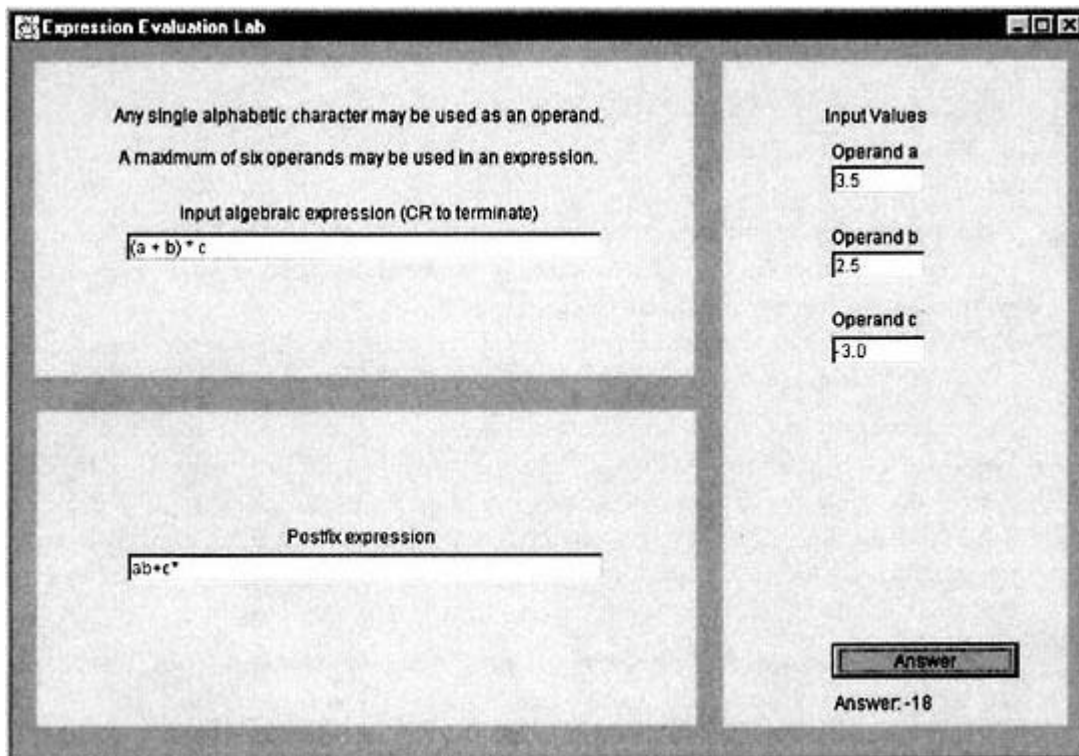 Expression Evaluation Lab
Any single alphabetic character may be used as an operand.
A maximum of six operands may be used in an expression.
Input algebraic expression (CR to terminate)
(a + b) * c
Postfix expression
ab+c*
Input Values
Operand a
3.5
Operand b
2.5
Operand c
-3.0
Answer
Answer:-18